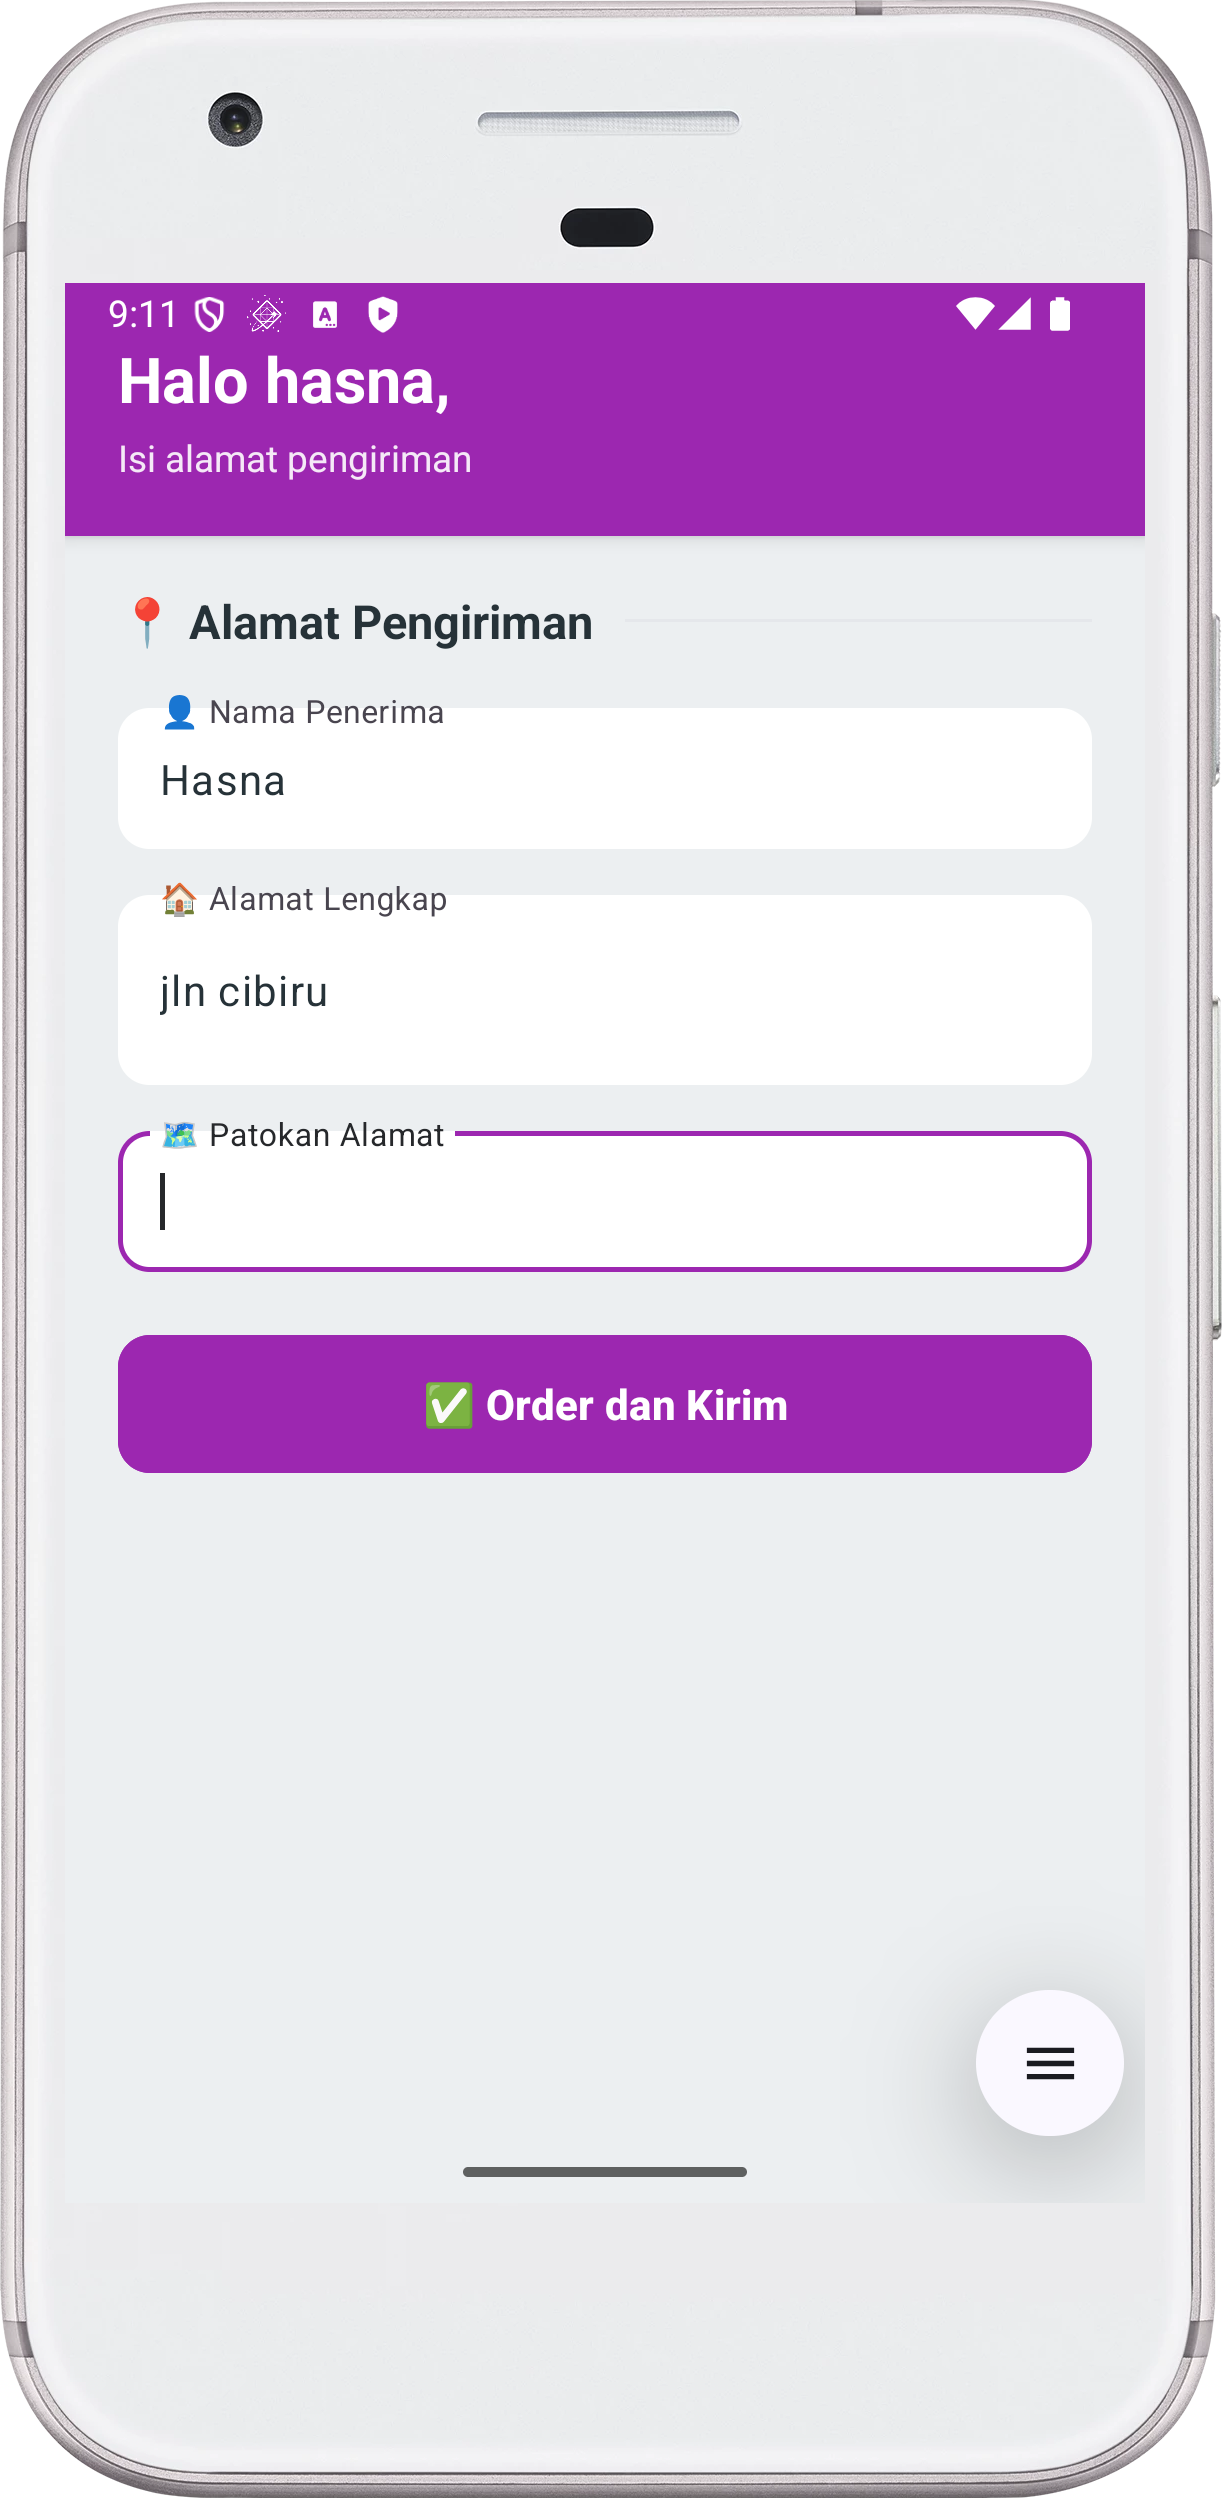 9:11
Halo hasna,
Isi alamat pengiriman
📍 Alamat Pengiriman
👤 Nama Penerima
Hasna
🏠 Alamat Lengkap
jln cibiru
🗺️ Patokan Alamat
✅ Order dan Kirim